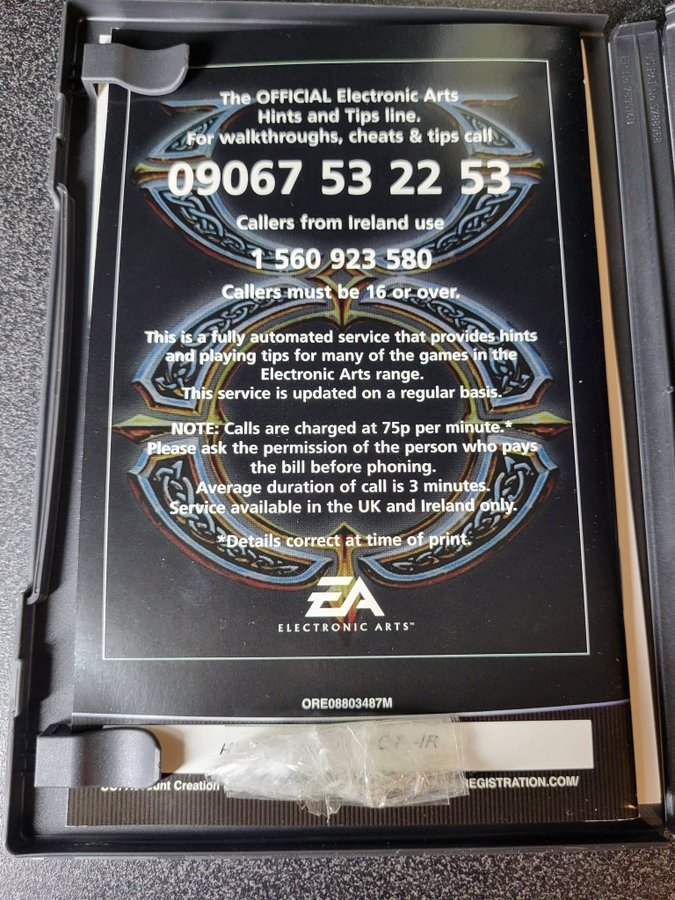 The OFFICIAL Electronic Arts
Hints and Tips line.
For walkthroughs, cheats & tips call
09067 53 22 53
Callers from Ireland use
1 560 923 580
Callers must be 16 or over.
This is a fully automated service that provides hints
and playing tips for many of the games in the
Electronic Arts range.
This service is updated on a regular basis.
NOTE: Calls are charged at 75p per minute.*
Please ask the permission of the person who pays
the bill before phoning.
Average duration of call is 3 minutes.
Service available in the UK and Ireland only.
*Details correct at time of print.
EA
ELECTRONIC ARTS™
ORE08803487M
Creation
EGISTRATION.COM/